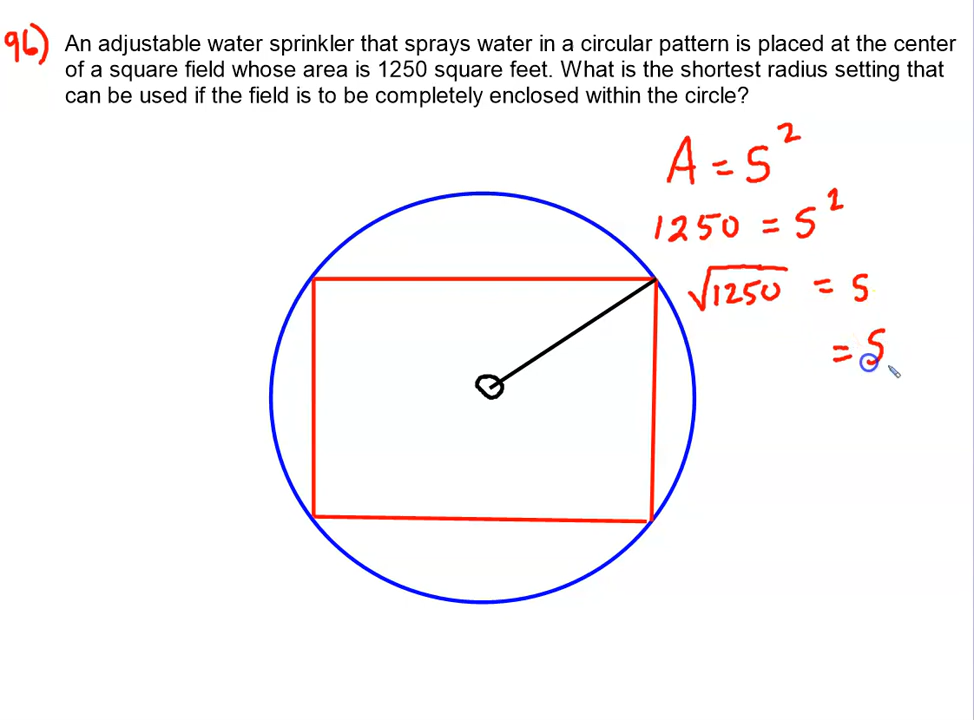 96) An adjustable water sprinkler that sprays water in a circular pattern is placed at the center
of a square field whose area is 1250 square feet. What is the shortest radius setting that
can be used if the field is to be completely enclosed within the circle?
A = S²
1250 = S²
√1250 = S
= S